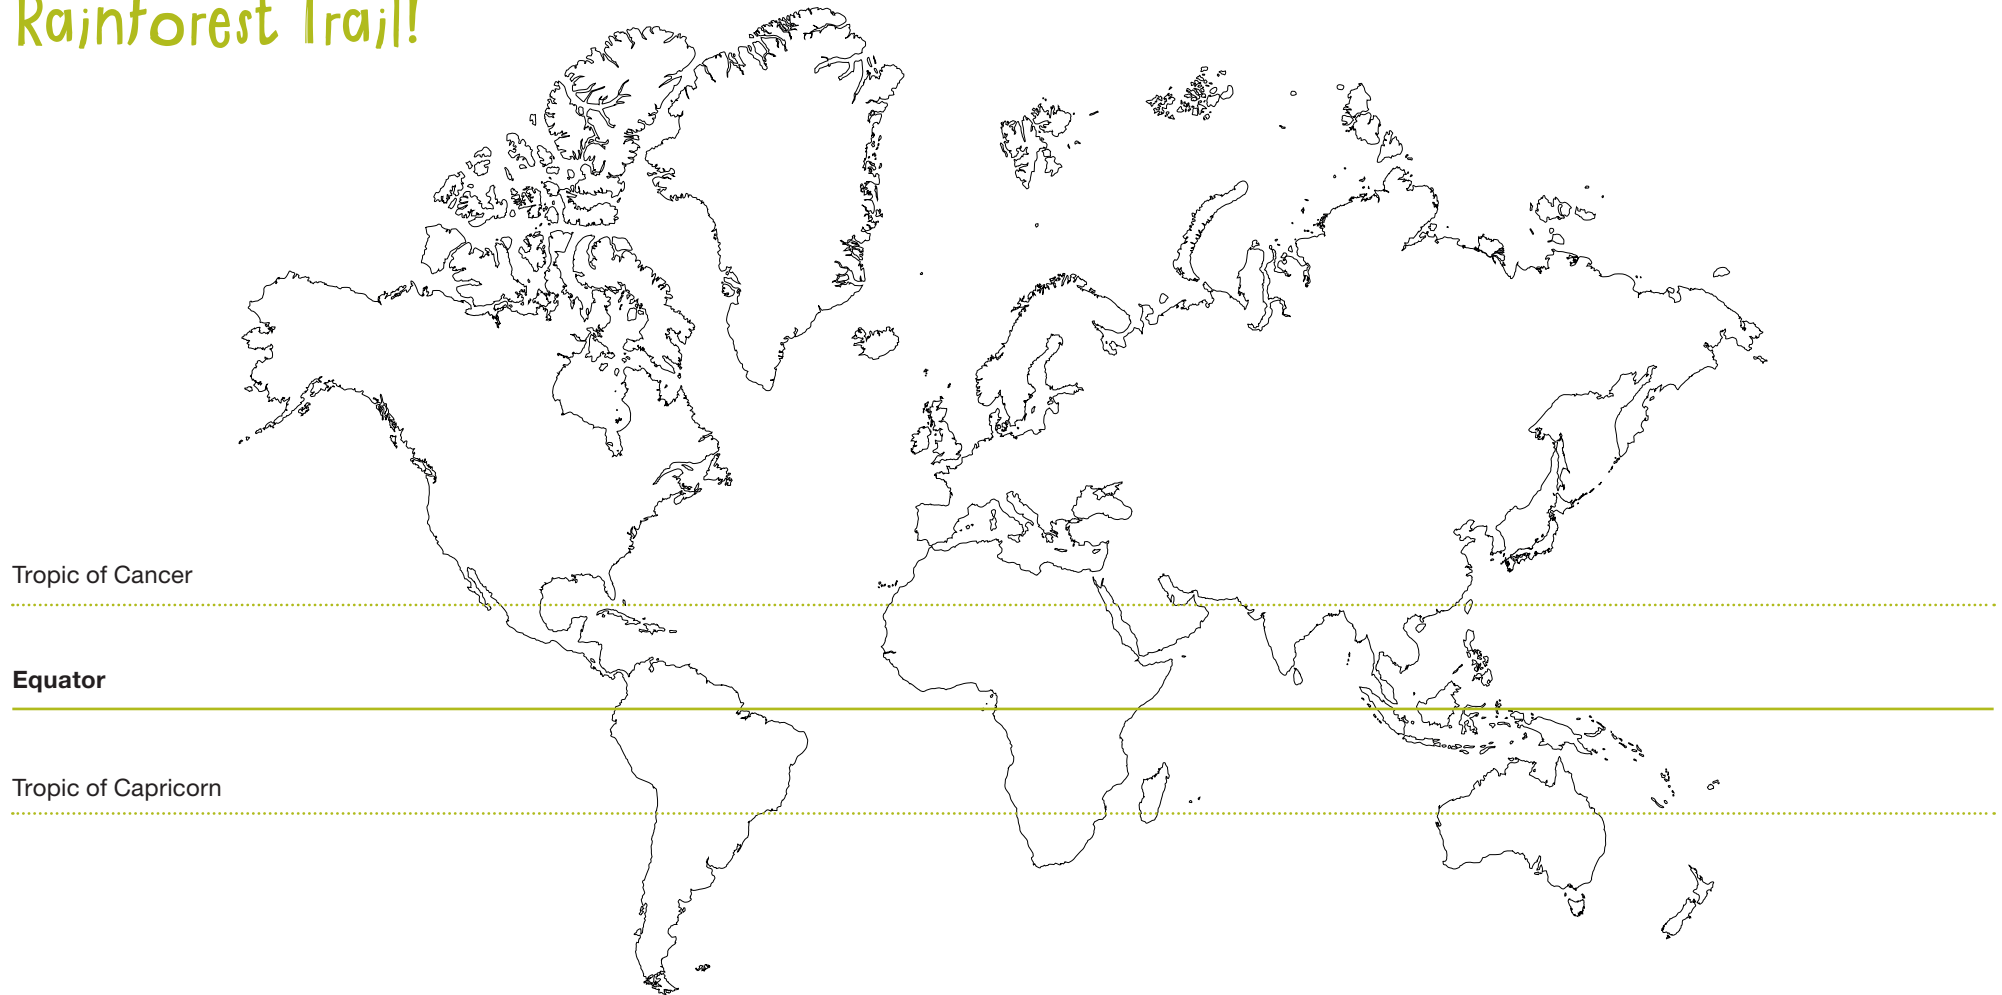 Rainforest Trail!
Tropic of Cancer
Equator
Tropic of Capricorn